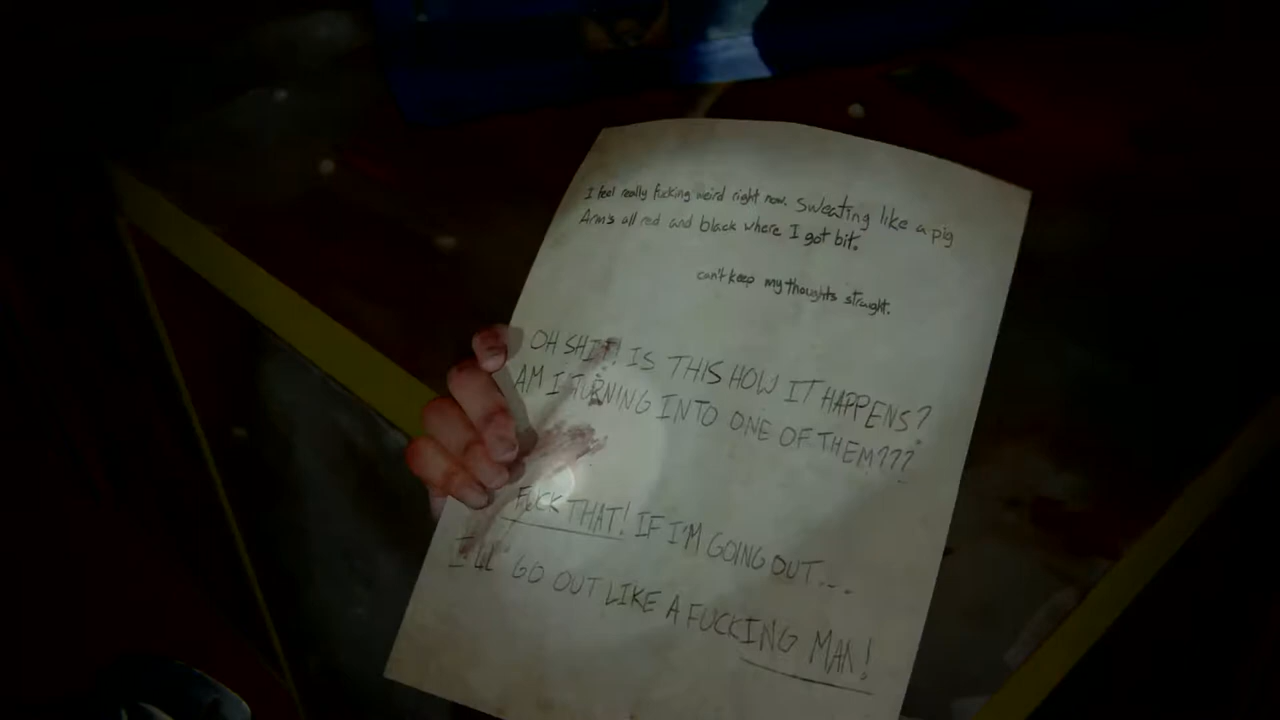 I feel really fucking weird right now. Sweating like a pig
Arm's all red and black where I got bit.
can't keep my thoughts straight.
OH SHIT! IS THIS HOW IT HAPPENS?
AM I TURNING INTO ONE OF THEM???
FUCK THAT! IF I'M GOING OUT...
I'LL GO OUT LIKE A FUCKING MAN!